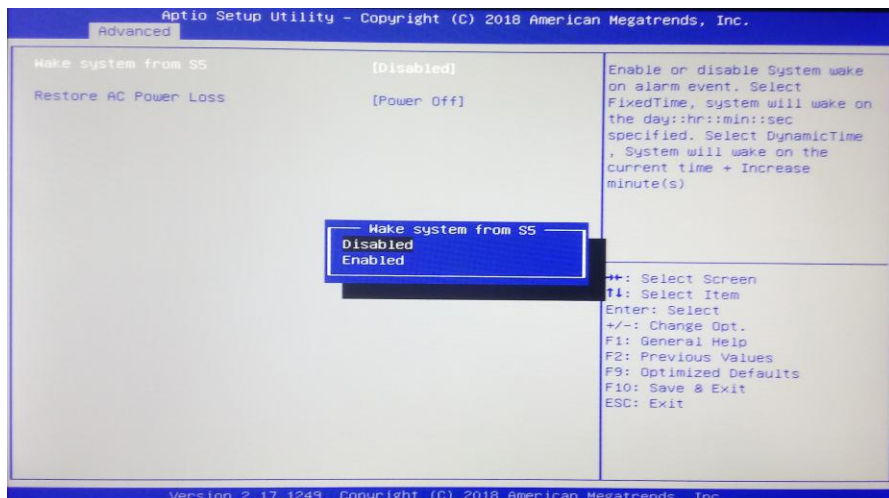 Aptio Setup Utility – Copyright (C) 2018 American Megatrends, Inc.
Advanced
Wake system from S5 [Disabled]
Restore AC Power Loss [Power Off]
Enable or disable System wake
on alarm event. Select
FixedTime, system will wake on
the day::hr::min::sec
specified. Select DynamicTime
, System will wake on the
current time + Increase
minute(s)
Wake system from S5
Disabled
Enabled
→←: Select Screen
↑↓: Select Item
Enter: Select
+/-: Change Opt.
F1: General Help
F2: Previous Values
F9: Optimized Defaults
F10: Save & Exit
ESC: Exit
Version 2.17.1249. Copyright (C) 2018 American Megatrends, Inc.